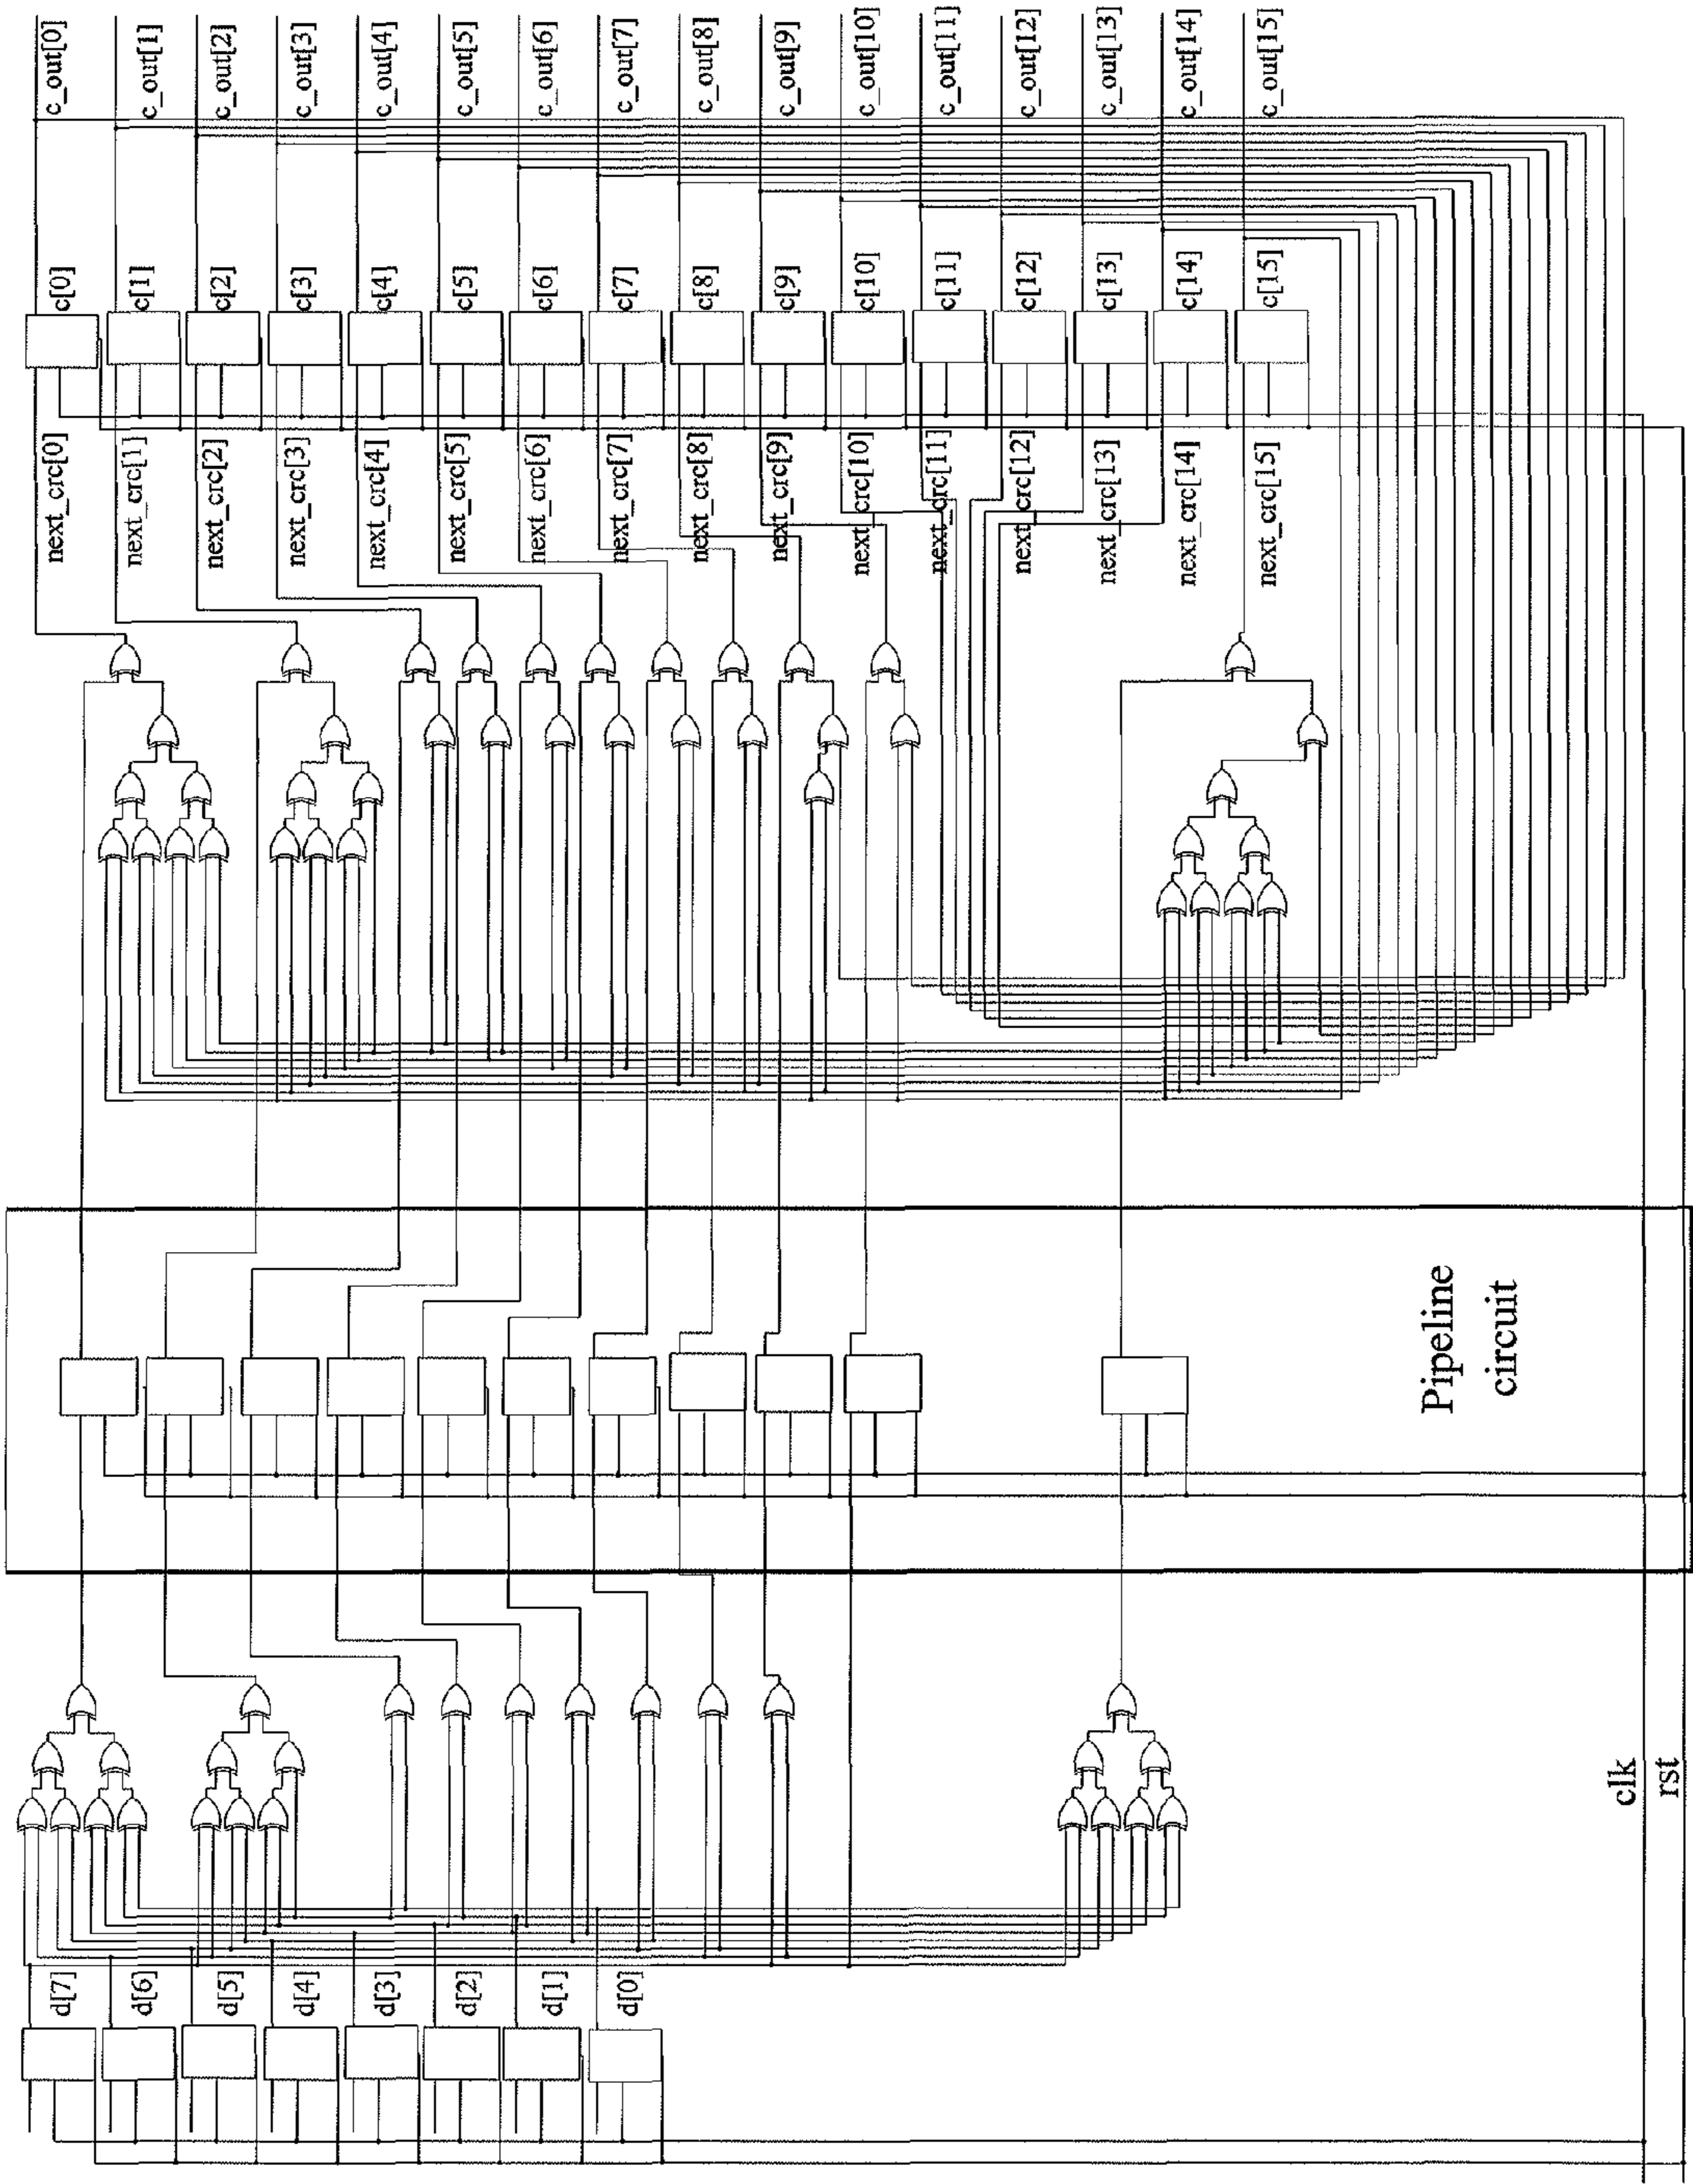 c_out[0]
c_out[1]
c_out[2]
c_out[3]
c_out[4]
c_out[5]
c_out[6]
c_out[7]
c_out[8]
c_out[9]
c_out[10]
c_out[11]
c_out[12]
c_out[13]
c_out[14]
c_out[15]
c[0]
c[1]
c[2]
c[3]
c[4]
c[5]
c[6]
c[7]
c[8]
c[9]
c[10]
c[11]
c[12]
c[13]
c[14]
c[15]
next_crc[0]
next_crc[1]
next_crc[2]
next_crc[3]
next_crc[4]
next_crc[5]
next_crc[6]
next_crc[7]
next_crc[8]
next_crc[9]
next_crc[10]
next_crc[11]
next_crc[12]
next_crc[13]
next_crc[14]
next_crc[15]
Pipeline
circuit
d[7]
d[6]
d[5]
d[4]
d[3]
d[2]
d[1]
d[0]
clk
rst